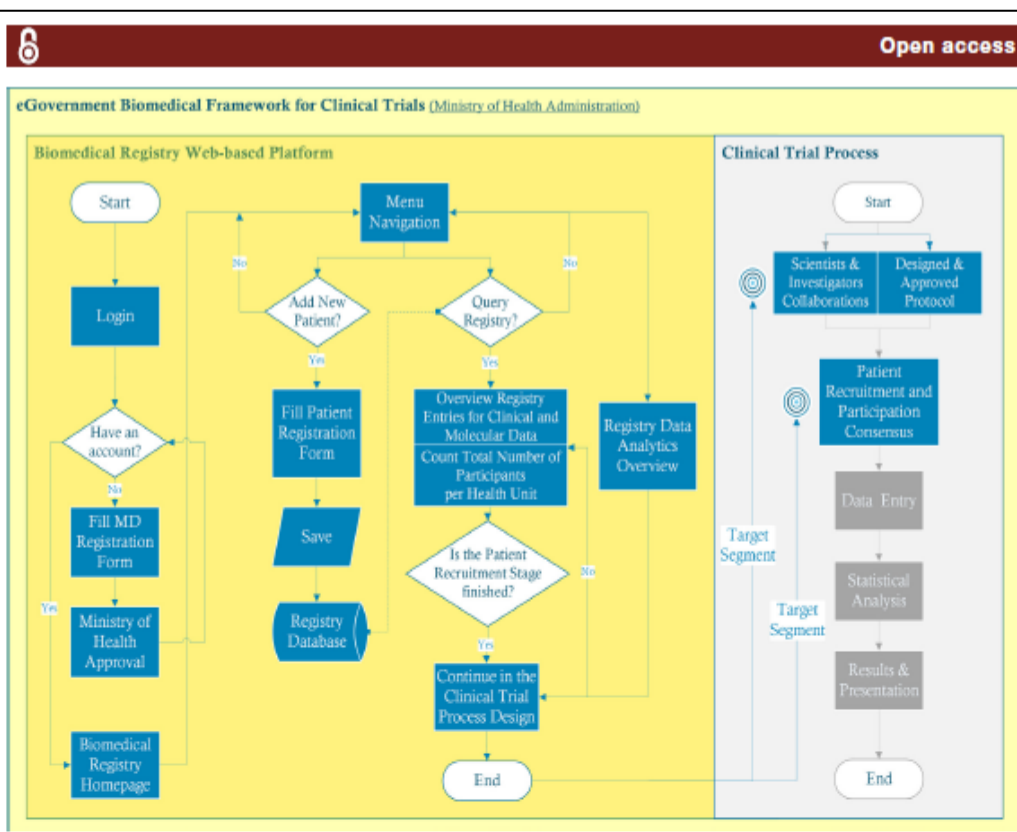 Open access
eGovernment Biomedical Framework for Clinical Trials (Ministry of Health Administration)
Biomedical Registry Web-based Platform
Start
Login
Have an
account?
No
Yes
Fill MD
Registration
Form
Ministry of
Health
Approval
Biomedical
Registry
Homepage
Menu
Navigation
No
Add New
Patient?
Yes
Fill Patient
Registration
Form
Save
Registry
Database
No
Query
Registry?
Yes
Overview Registry
Entries for Clinical and
Molecular Data
Count Total Number of
Participants
per Health Unit
Is the Patient
Recruitment Stage
finished?
No
Yes
Continue in the
Clinical Trial
Process Design
End
Registry Data
Analytics
Overview
Clinical Trial Process
Start
Scientists &
Investigators
Collaborations
Designed &
Approved
Protocol
Patient
Recruitment and
Participation
Consensus
Data Entry
Statistical
Analysis
Results &
Presentation
End
Target
Segment
Target
Segment